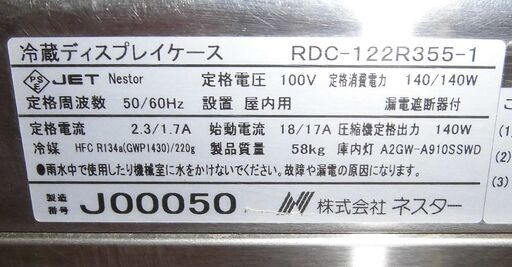 冷蔵ディスプレイケース RDC-122R355-1
PSE JET Nestor 定格電圧 100V 定格消費電力 140/140W
定格周波数 50/60Hz 設置 屋内用 漏電遮断器付
定格電流 2.3/1.7A 始動電流 18/17A 圧縮機定格出力 140W
冷媒 HFC R134a(GWP1430)/220g 製品質量 58kg 庫内灯 A2GW-A910SSWD
●雨水中で使用したり機械室に水をかけないでください。故障や漏電の原因になります。
製造番号 J00050 株式会社 ネスター
(1)
(2)
(3)